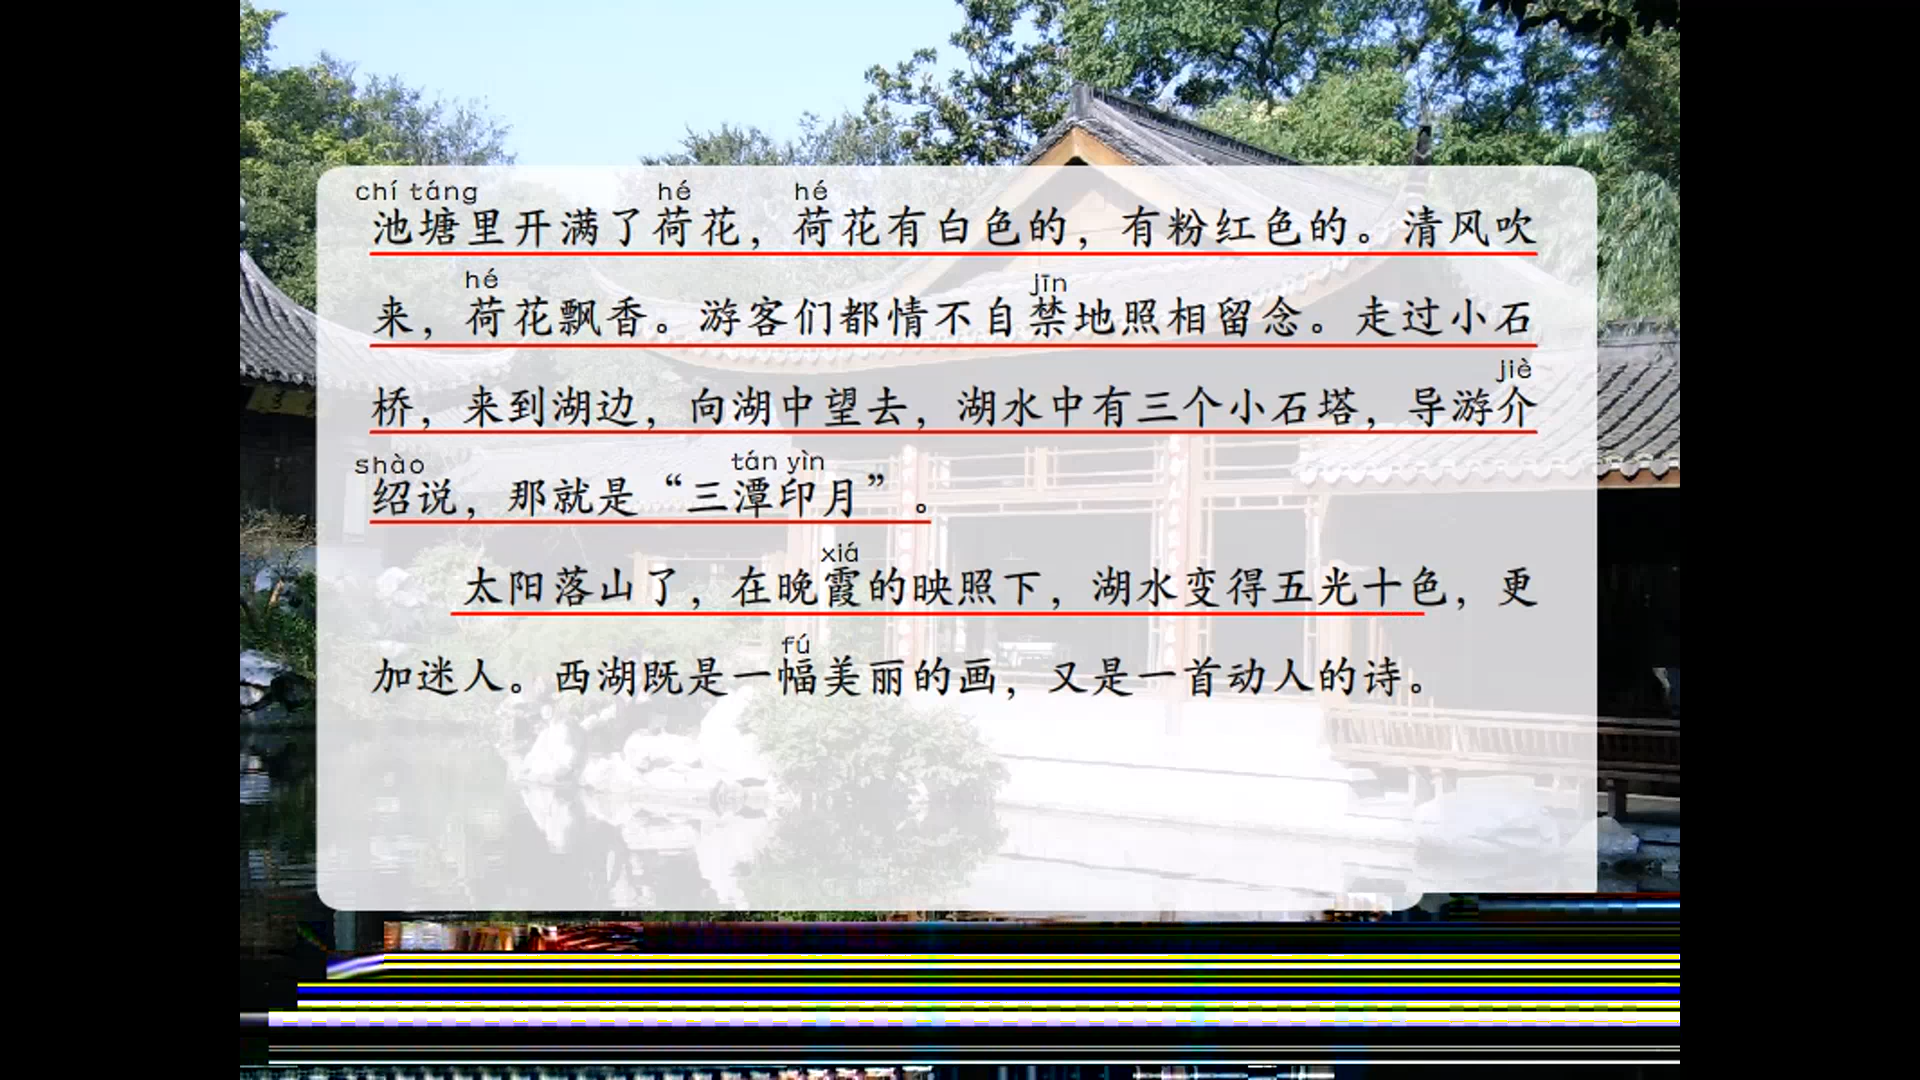 chí táng hé hé
池塘里开满了荷花，荷花有白色的，有粉红色的。清风吹
hé jīn
来，荷花飘香。游客们都情不自禁地照相留念。走过小石
jiè
桥，来到湖边，向湖中望去，湖水中有三个小石塔，导游介
shào tán yìn
绍说，那就是“三潭印月”。
xiá
太阳落山了，在晚霞的映照下，湖水变得五光十色，更
fú
加迷人。西湖既是一幅美丽的画，又是一首动人的诗。